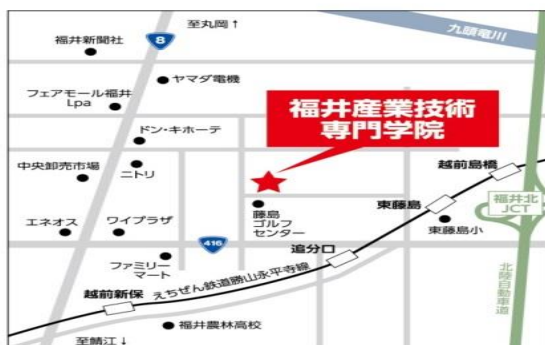 至丸岡↑
九頭竜川
8
福井新聞社
ヤマダ電機
フェアモール福井
Lpa
福井産業技術
専門学院
ドン・キホーテ
中央卸売市場
ニトリ
越前島橋
藤島
ゴルフ
センター
東藤島
福井北
JCT
エネオス
ワイプラザ
東藤島小
416
追分口
ファミリー
マート
えちぜん鉄道勝山永平寺線
北陸自動車道
越前新保
福井農林高校
至鯖江↓